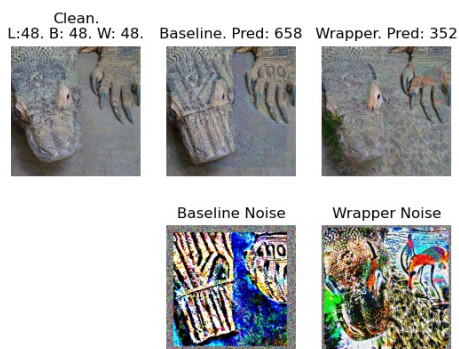 Clean.
L:48. B: 48. W: 48.
Baseline. Pred: 658
Wrapper. Pred: 352
Baseline Noise
Wrapper Noise